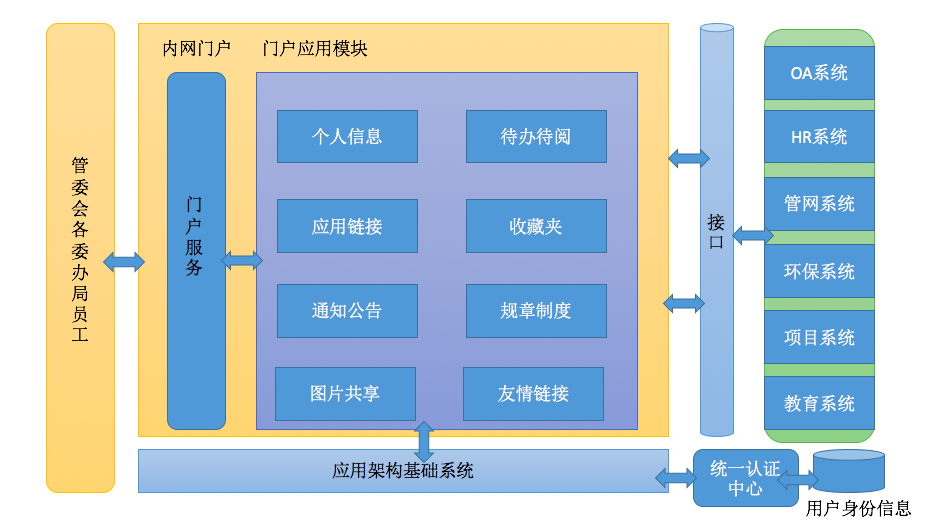 管委会各委办局员工
内网门户
门户应用模块
门户服务
个人信息
待办待阅
应用链接
收藏夹
通知公告
规章制度
图片共享
友情链接
应用架构基础系统
接口
OA系统
HR系统
管网系统
环保系统
项目系统
教育系统
统一认证
中心
用户身份信息